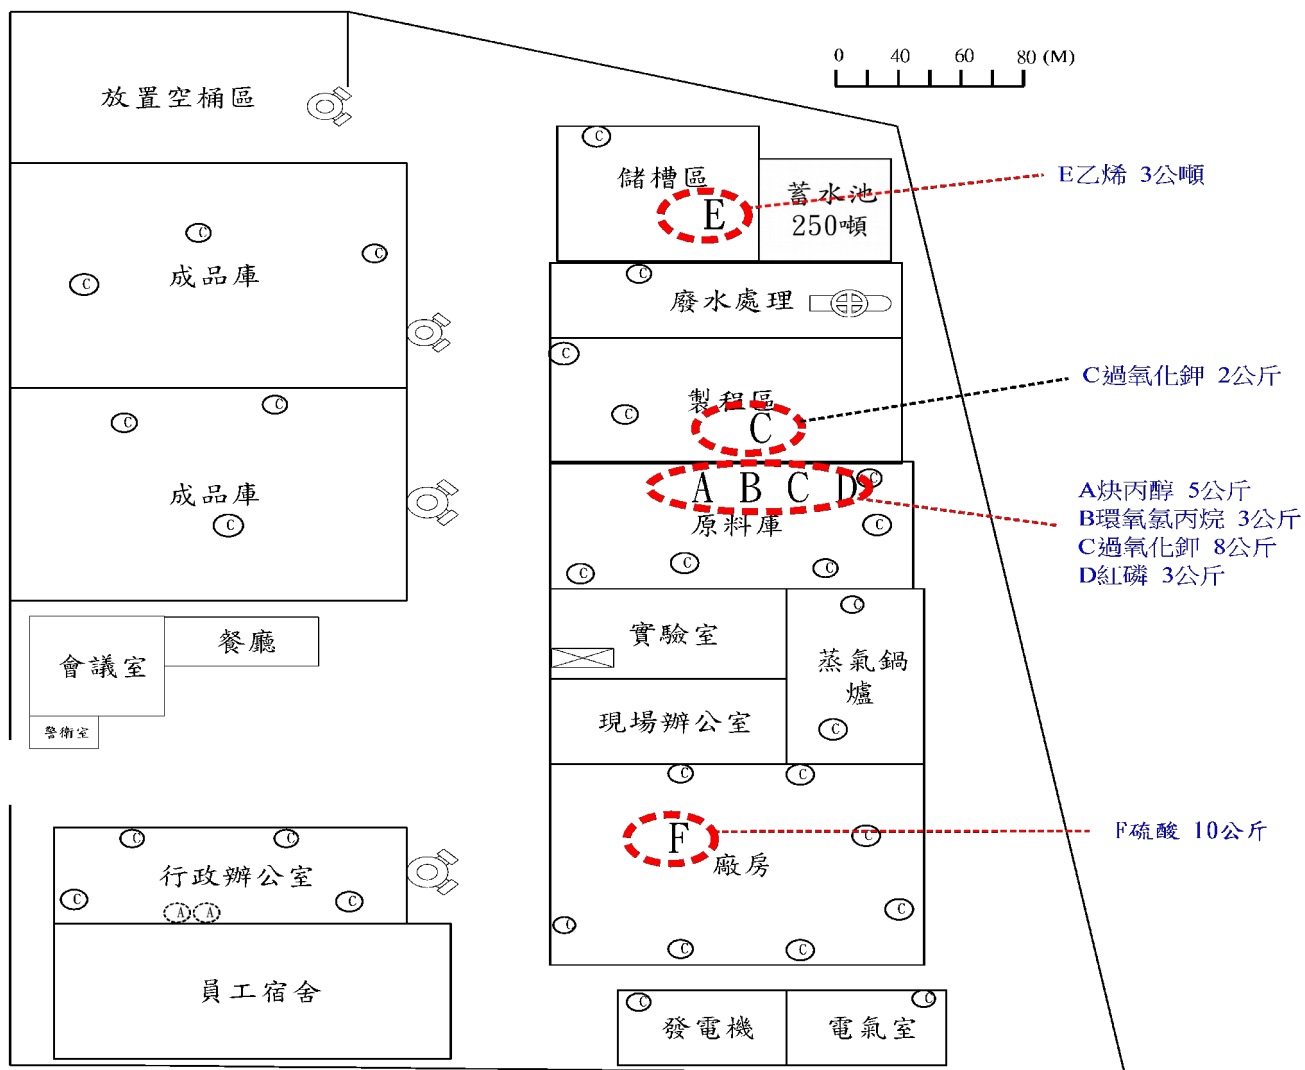 0 40 60 80 (M)
放置空桶區
C
儲槽區
E
蓄水池
250噸
E乙烯 3公噸
C
C
C
成品庫
C
廢水處理
C
製程區
C
C
C過氧化鉀 2公斤
C
C
成品庫
C
A B C D
C
原料庫
C
C
C
C
A炔丙醇 5公斤
B環氧氯丙烷 3公斤
C過氧化鉀 8公斤
D紅磷 3公斤
會議室
餐廳
警衛室
實驗室
現場辦公室
C
蒸氣鍋
爐
C
C
C
F
廠房
C
C
C
C
C
F硫酸 10公斤
C
C
行政辦公室
C
C
A A
員工宿舍
C
發電機
C
電氣室